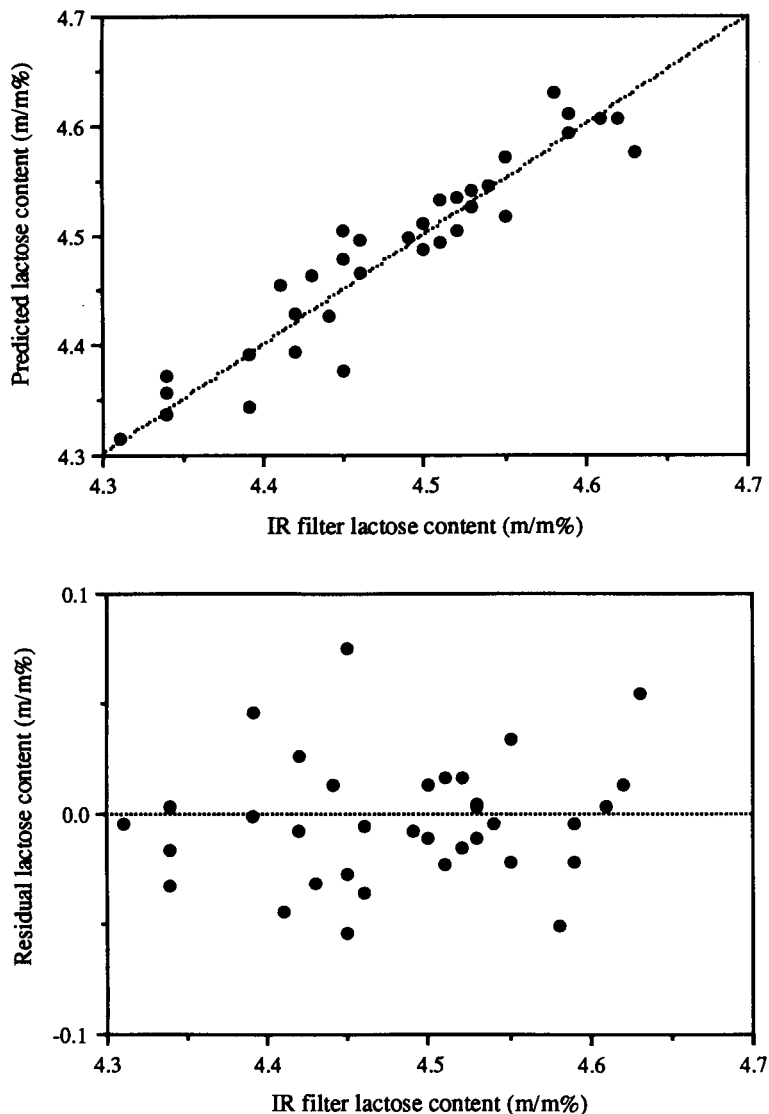 4.7
4.6
4.5
4.4
4.3
Predicted lactose content (m/m%)
4.3 4.4 4.5 4.6 4.7
IR filter lactose content (m/m%)
0.1
0.0
-0.1
Residual lactose content (m/m%)
4.3 4.4 4.5 4.6 4.7
IR filter lactose content (m/m%)